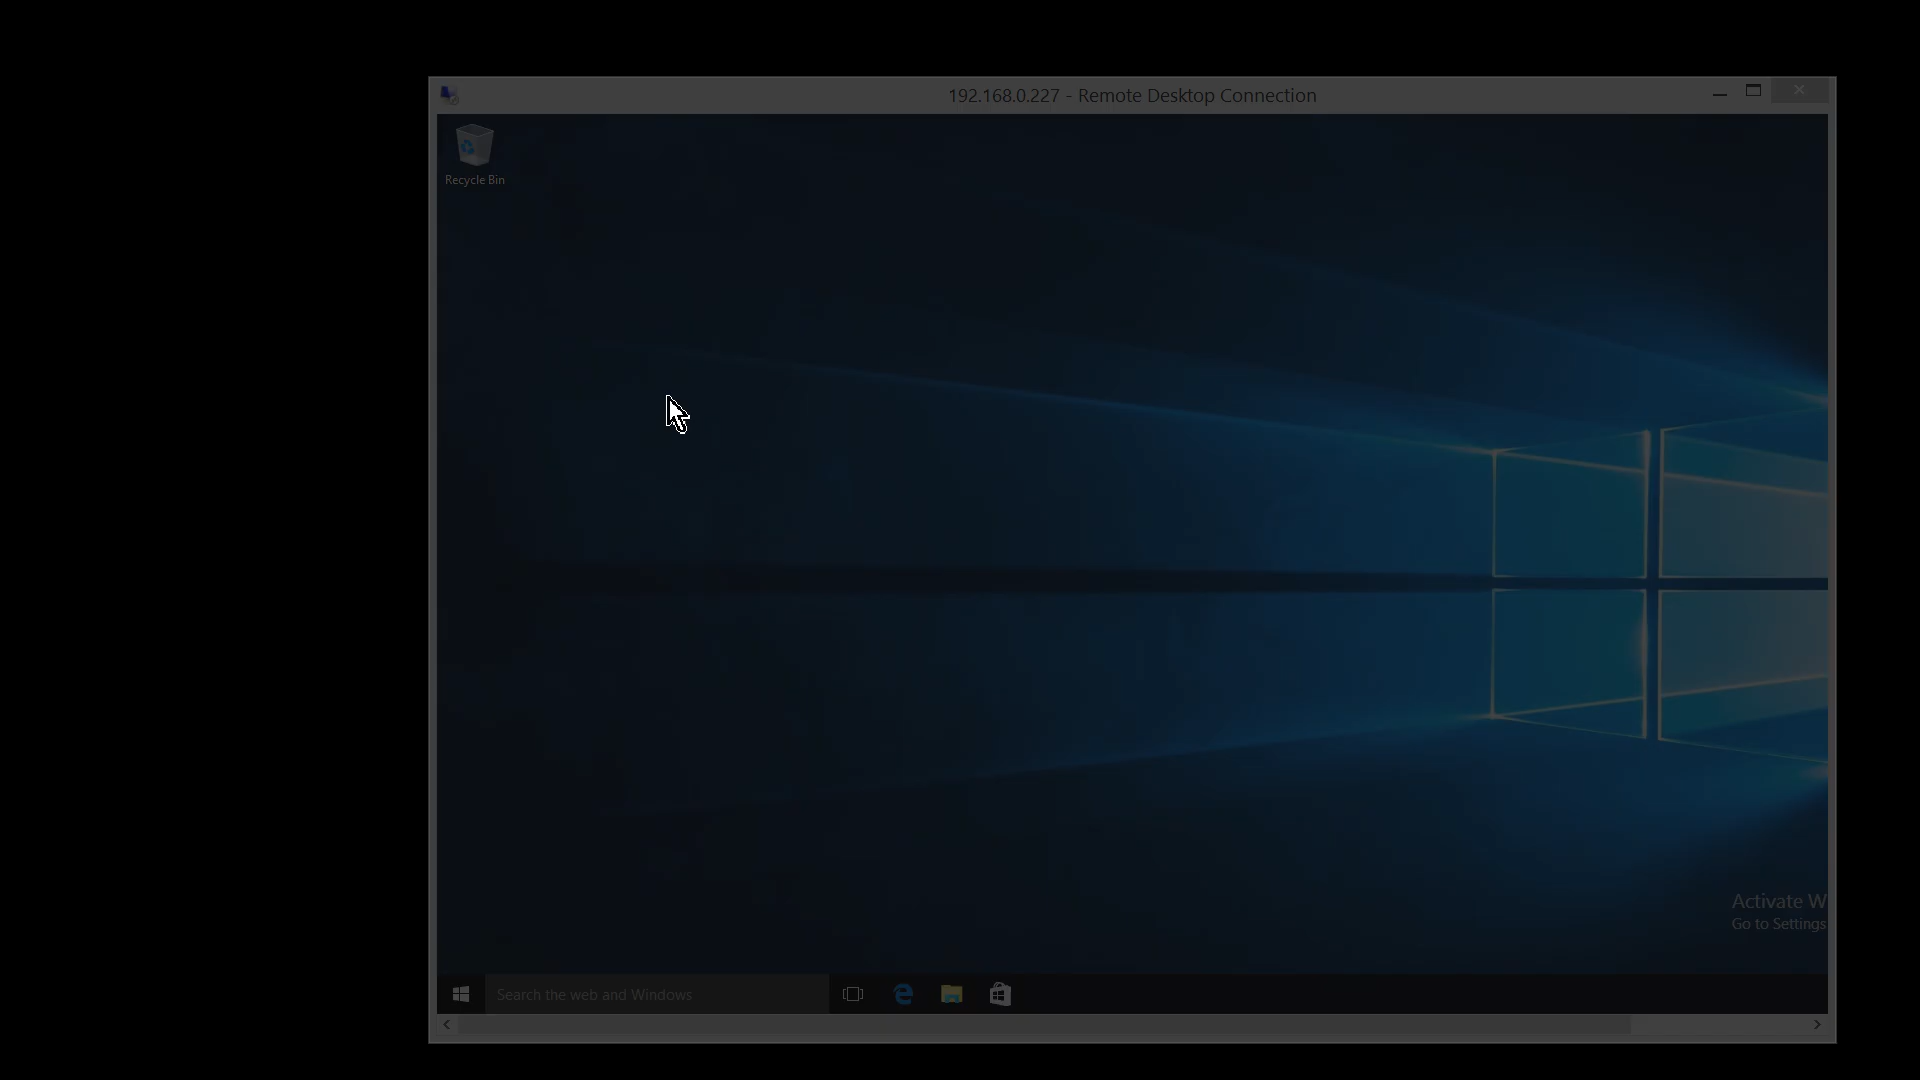 192.168.0.227 - Remote Desktop Connection
Recycle Bin
Activate W
Go to Settings
Search the web and Windows